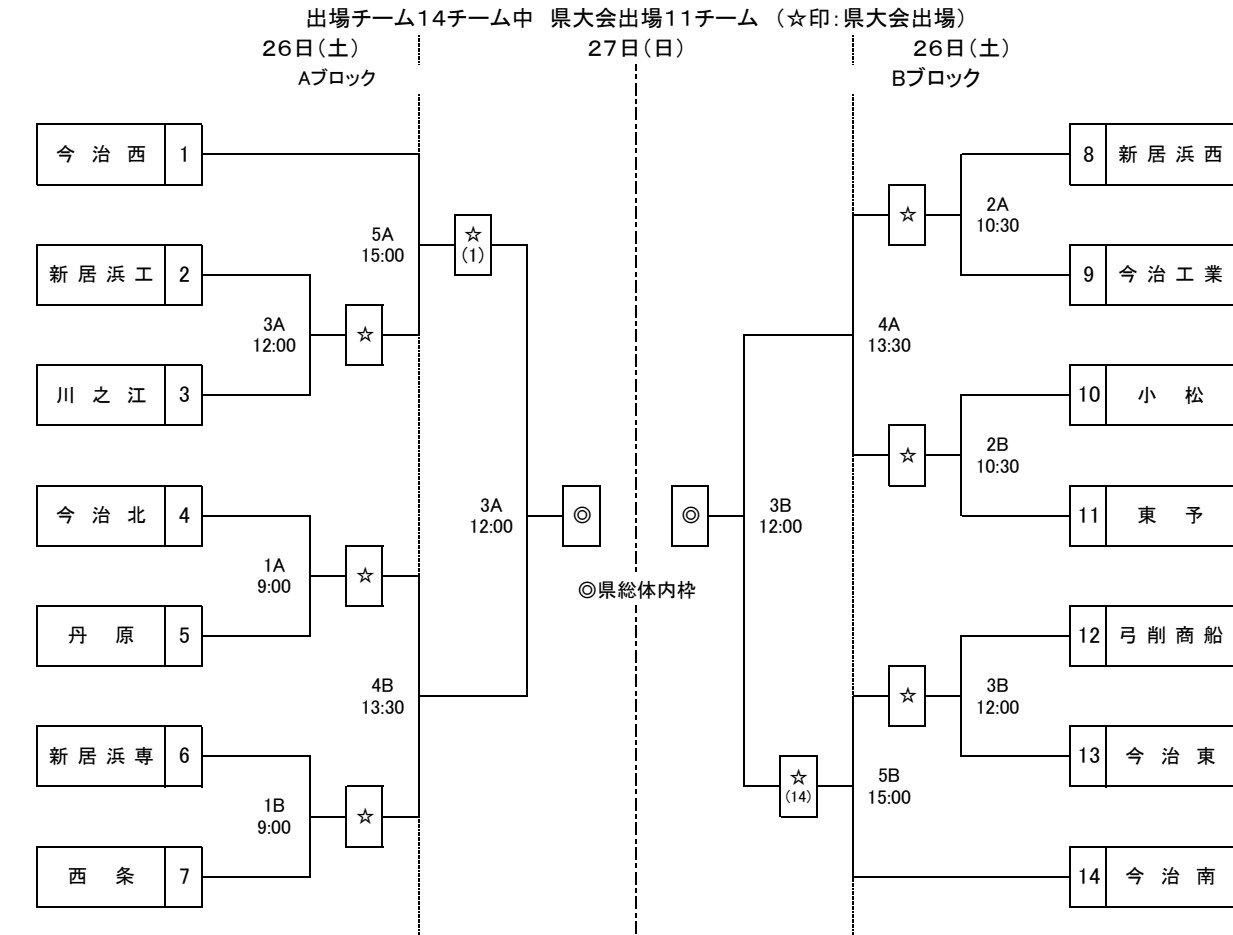 出場チーム14チーム中　県大会出場11チーム　（☆印：県大会出場）
26日（土）
27日（日）
26日（土）
Aブロック
Bブロック
今治西 1
8 新居浜西
☆
2A
10:30
5A
15:00
☆
(1)
新居浜工 2
9 今治工業
3A
12:00
☆
4A
13:30
川之江 3
10 小松
☆
2B
10:30
今治北 4
3A
12:00
◎
◎
3B
12:00
11 東予
1A
9:00
☆
◎県総体内枠
丹原 5
12 弓削商船
4B
13:30
☆
3B
12:00
新居浜専 6
13 今治東
1B
9:00
☆
☆
(14)
5B
15:00
西条 7
14 今治南